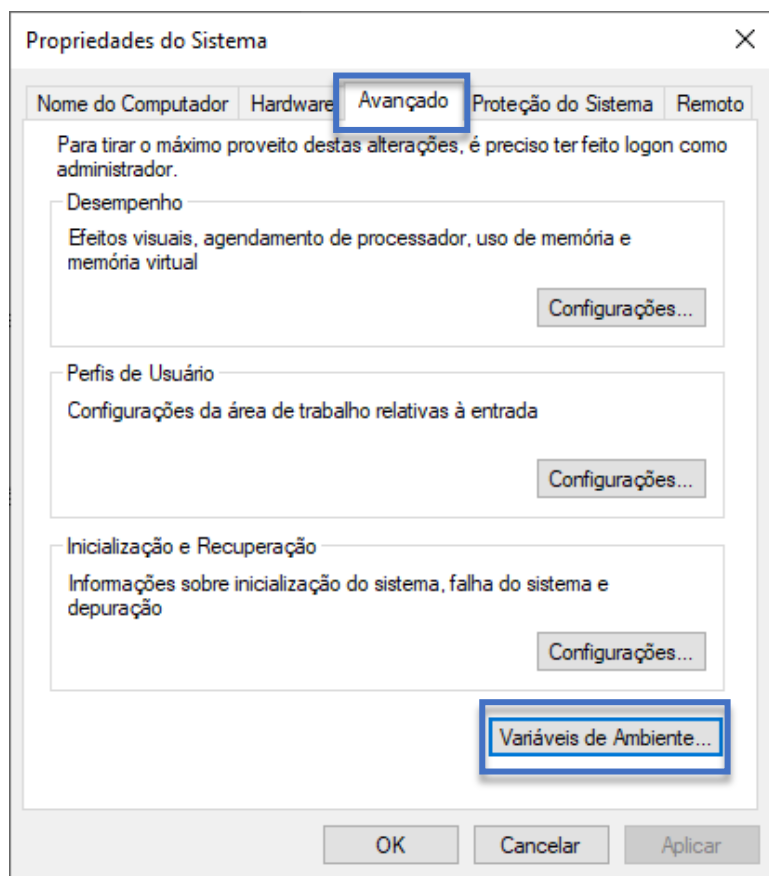 Propriedades do Sistema
Nome do Computador Hardware Avançado Proteção do Sistema Remoto
Para tirar o máximo proveito destas alterações, é preciso ter feito logon como
administrador.
Desempenho
Efeitos visuais, agendamento de processador, uso de memória e
memória virtual
Configurações...
Perfis de Usuário
Configurações da área de trabalho relativas à entrada
Configurações...
Inicialização e Recuperação
Informações sobre inicialização do sistema, falha do sistema e
depuração
Configurações...
Variáveis de Ambiente...
OK Cancelar Aplicar